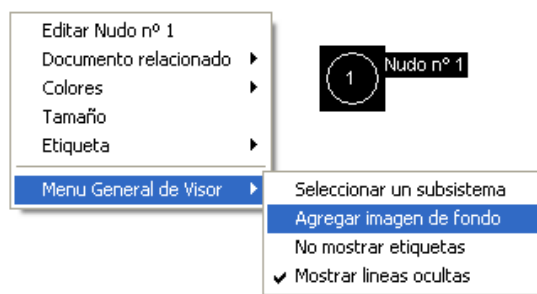 Editar Nudo nº 1
Documento relacionado
Colores
Tamaño
Etiqueta
Menu General de Visor
1
Nudo nº 1
Seleccionar un subsistema
Agregar imagen de fondo
No mostrar etiquetas
Mostrar lineas ocultas